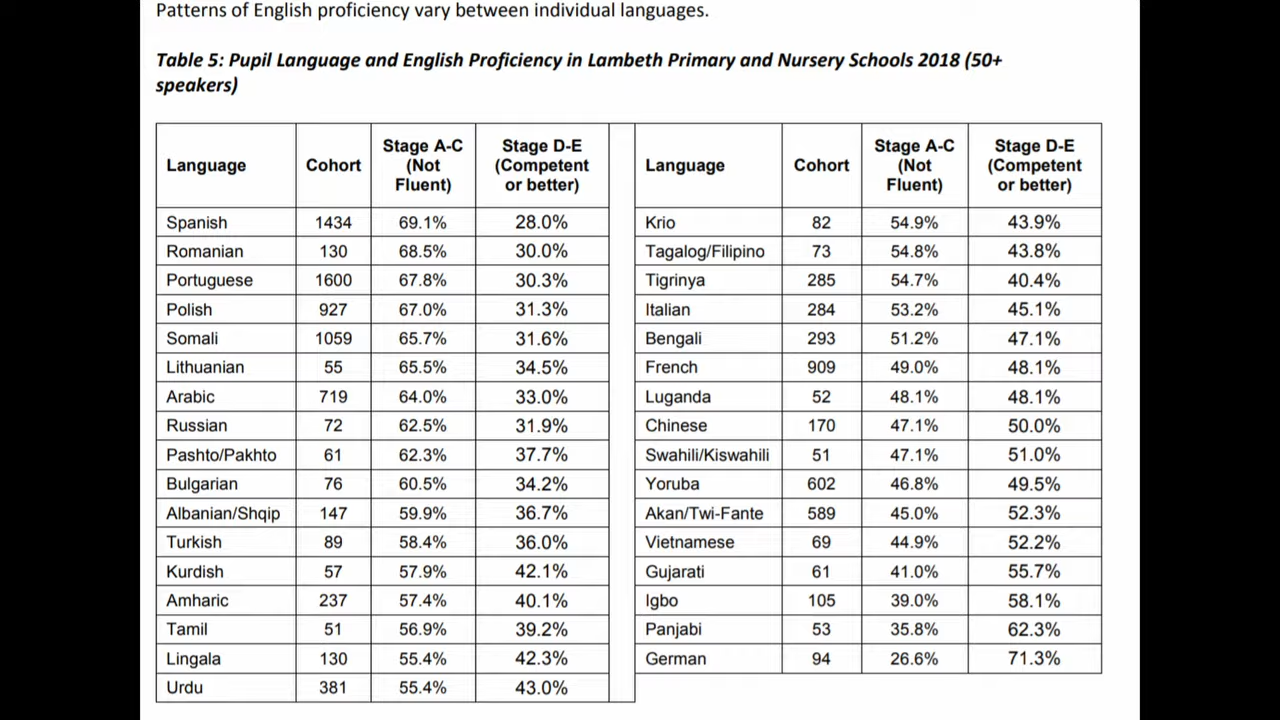 Patterns of English proficiency vary between individual languages.
Table 5: Pupil Language and English Proficiency in Lambeth Primary and Nursery Schools 2018 (50+
speakers)
Language Cohort Stage A-C (Not Fluent) Stage D-E (Competent or better) Language Cohort Stage A-C (Not Fluent) Stage D-E (Competent or better)
Spanish 1434 69.1% 28.0% Krio 82 54.9% 43.9%
Romanian 130 68.5% 30.0% Tagalog/Filipino 73 54.8% 43.8%
Portuguese 1600 67.8% 30.3% Tigrinya 285 54.7% 40.4%
Polish 927 67.0% 31.3% Italian 284 53.2% 45.1%
Somali 1059 65.7% 31.6% Bengali 293 51.2% 47.1%
Lithuanian 55 65.5% 34.5% French 909 49.0% 48.1%
Arabic 719 64.0% 33.0% Luganda 52 48.1% 48.1%
Russian 72 62.5% 31.9% Chinese 170 47.1% 50.0%
Pashto/Pakhto 61 62.3% 37.7% Swahili/Kiswahili 51 47.1% 51.0%
Bulgarian 76 60.5% 34.2% Yoruba 602 46.8% 49.5%
Albanian/Shqip 147 59.9% 36.7% Akan/Twi-Fante 589 45.0% 52.3%
Turkish 89 58.4% 36.0% Vietnamese 69 44.9% 52.2%
Kurdish 57 57.9% 42.1% Gujarati 61 41.0% 55.7%
Amharic 237 57.4% 40.1% Igbo 105 39.0% 58.1%
Tamil 51 56.9% 39.2% Panjabi 53 35.8% 62.3%
Lingala 130 55.4% 42.3% German 94 26.6% 71.3%
Urdu 381 55.4% 43.0%